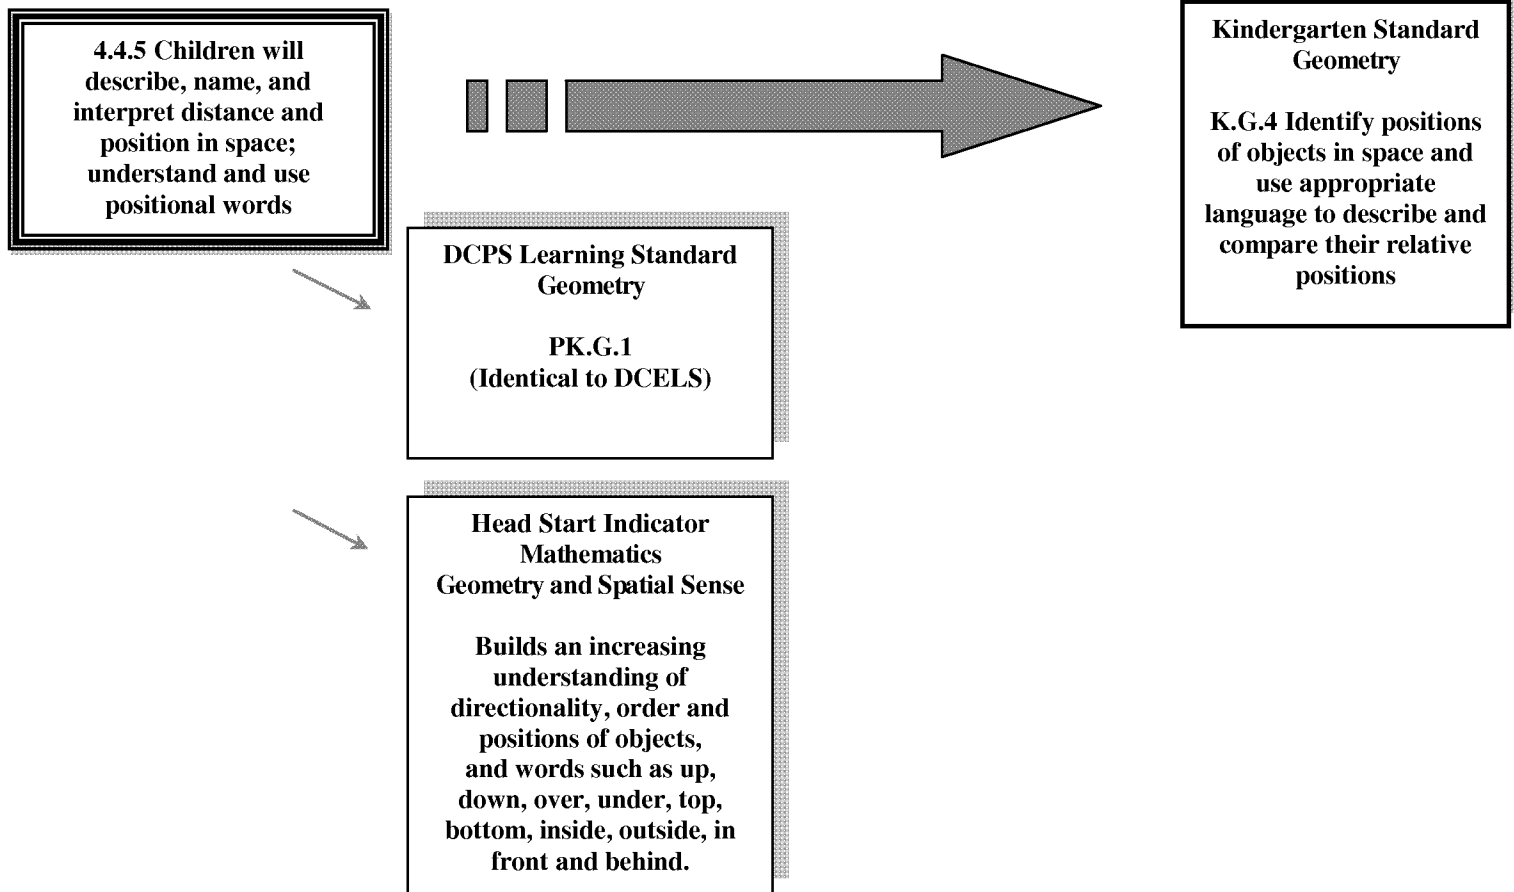 4.4.5 Children will
describe, name, and
interpret distance and
position in space;
understand and use
positional words
Kindergarten Standard
Geometry
K.G.4 Identify positions
of objects in space and
use appropriate
language to describe and
compare their relative
positions
DCPS Learning Standard
Geometry
PK.G.1
(Identical to DCELS)
Head Start Indicator
Mathematics
Geometry and Spatial Sense
Builds an increasing
understanding of
directionality, order and
positions of objects,
and words such as up,
down, over, under, top,
bottom, inside, outside, in
front and behind.